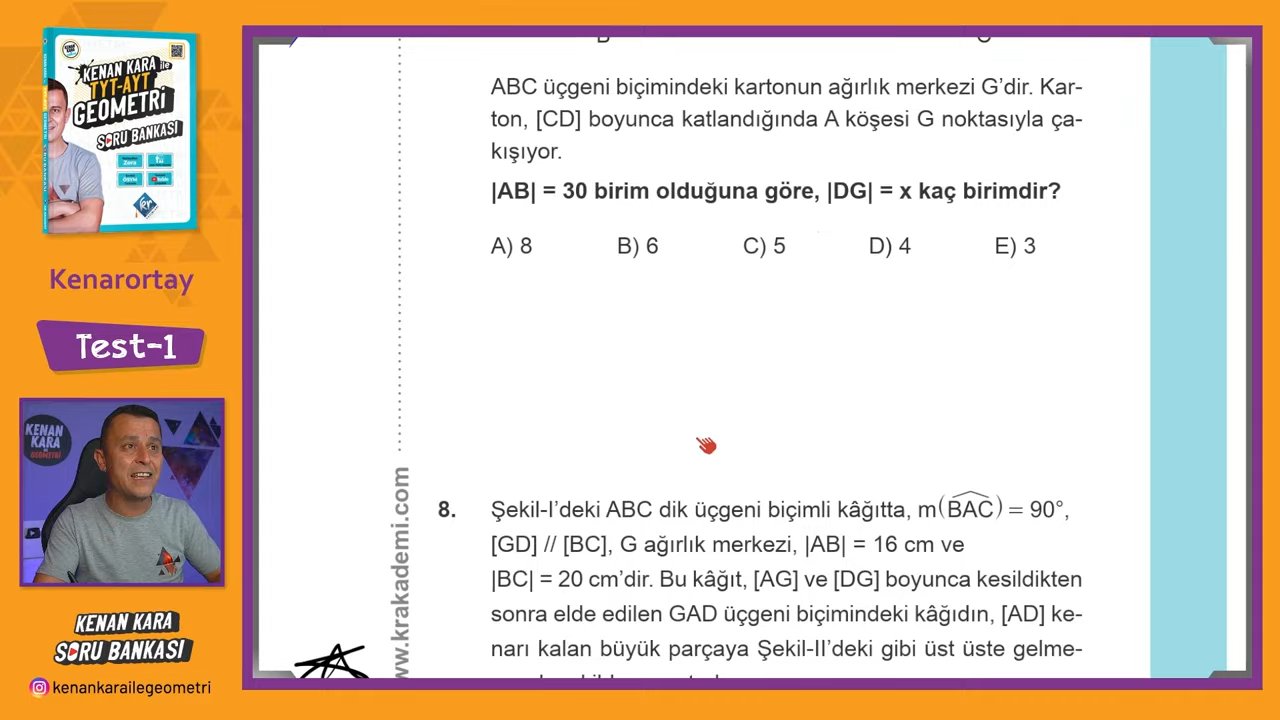 KENAN KARA ile
TYT-AYT
GEOMETRİ
SORU BANKASI
Kenarortay
Test-1
KENAN
KARA
GEOMETRİ
KENAN KARA
SORU BANKASI
kenankarailegeometri
www.krakademi.com
ABC üçgeni biçimindeki kartonun ağırlık merkezi G’dir. Kar-
ton, [CD] boyunca katlandığında A köşesi G noktasıyla ça-
kışıyor.
|AB| = 30 birim olduğuna göre, |DG| = x kaç birimdir?
A) 8 B) 6 C) 5 D) 4 E) 3
8. Şekil-I’deki ABC dik üçgeni biçimli kâğıtta, m(BAC) = 90°,
[GD] // [BC], G ağırlık merkezi, |AB| = 16 cm ve
|BC| = 20 cm’dir. Bu kâğıt, [AG] ve [DG] boyunca kesildikten
sonra elde edilen GAD üçgeni biçimindeki kâğıdın, [AD] ke-
narı kalan büyük parçaya Şekil-II’deki gibi üst üste gelme-